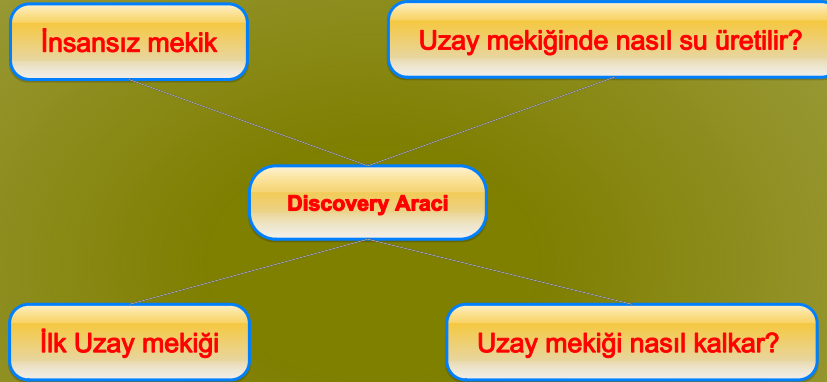 İnsansız mekik
Uzay mekiğinde nasıl su üretilir?
Discovery Araci
İlk Uzay mekiği
Uzay mekiği nasıl kalkar?